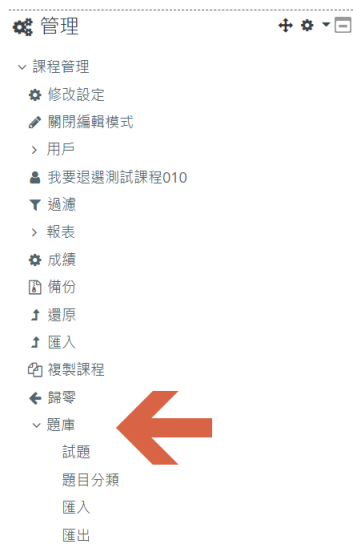 管理
課程管理
修改設定
關閉編輯模式
用戶
我要退選測試課程010
過濾
報表
成績
備份
還原
匯入
複製課程
歸零
題庫
試題
題目分類
匯入
匯出